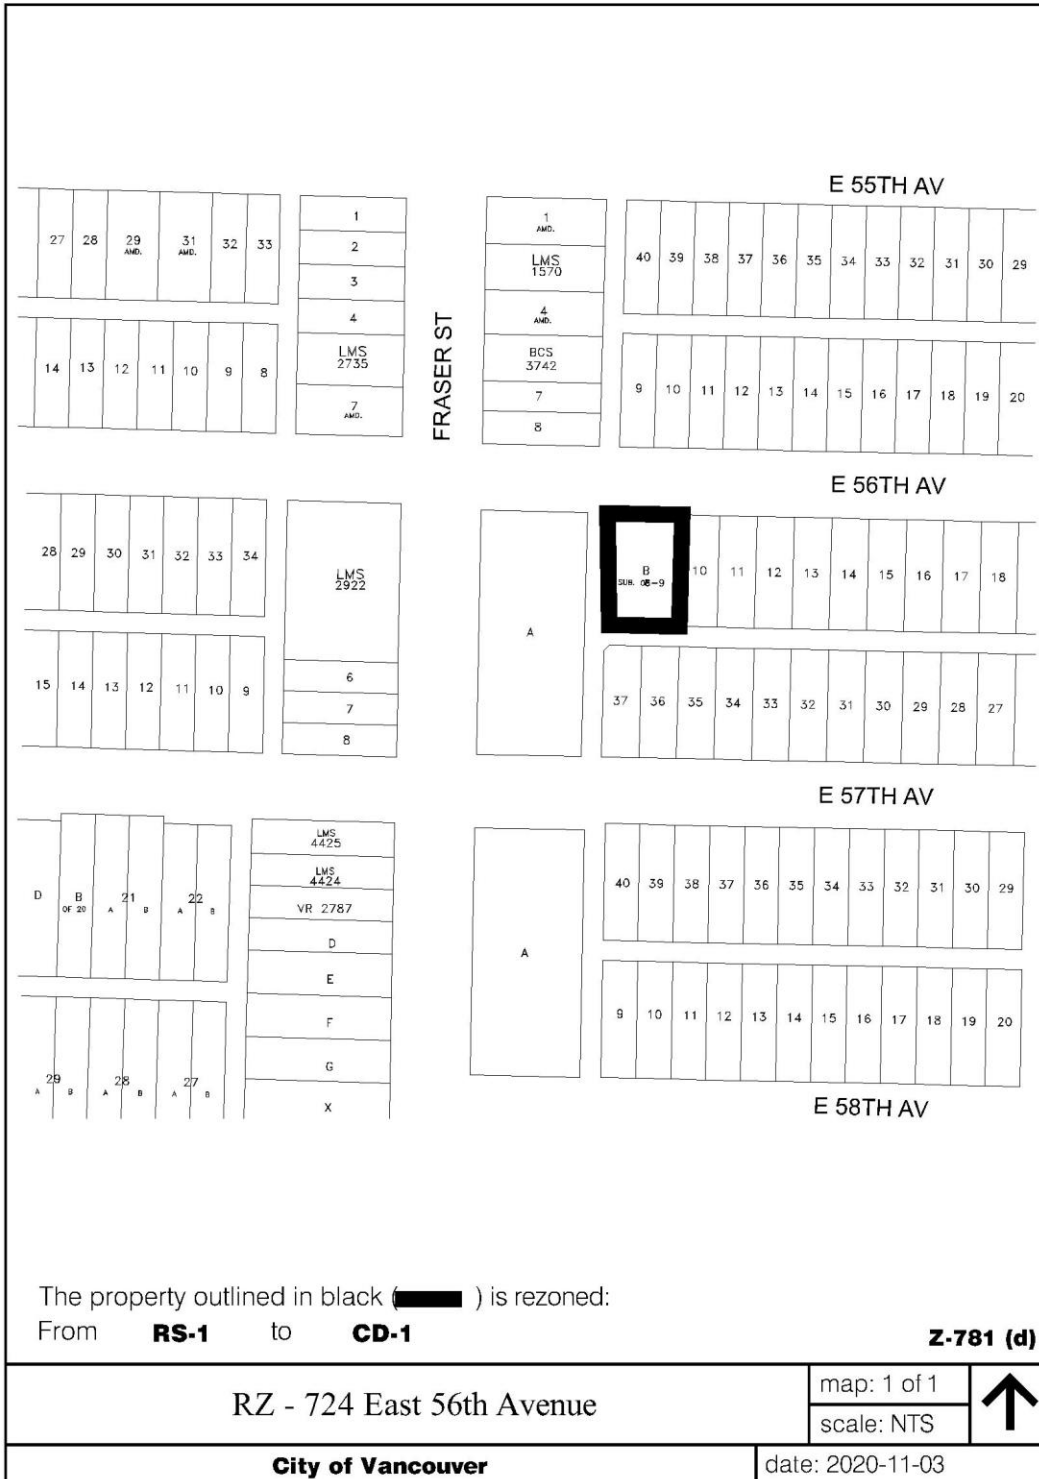 E 55TH AV
27 28 29 31 32 33
AMD. AMD.
1
2
3
4
LMS
2735
7
AMD.
14 13 12 11 10 9 8
FRASER ST
1
AMD.
LMS
1570
4
AMD.
BCS
3742
7
8
40 39 38 37 36 35 34 33 32 31 30 29
9 10 11 12 13 14 15 16 17 18 19 20
E 56TH AV
28 29 30 31 32 33 34
LMS
2922
6
7
8
15 14 13 12 11 10 9
A
B
SUB. 8-9
10 11 12 13 14 15 16 17 18
37 36 35 34 33 32 31 30 29 28 27
E 57TH AV
D B 21 22
OF 20 A B A B
LMS
4425
LMS
4424
VR 2787
D
E
F
G
X
29 28 27
A B A B A B
A
40 39 38 37 36 35 34 33 32 31 30 29
9 10 11 12 13 14 15 16 17 18 19 20
E 58TH AV
The property outlined in black ( ) is rezoned:
From RS-1 to CD-1
Z-781 (d)
RZ - 724 East 56th Avenue
map: 1 of 1
scale: NTS
City of Vancouver
date: 2020-11-03